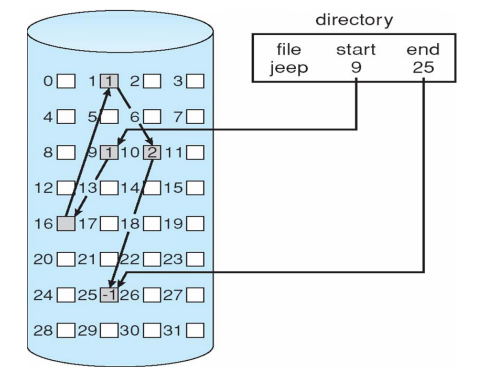 directory
file start end
jeep 9 25
0 1 1 2 3
4 5 6 7
8 9 1 10 2 11
12 13 14 15
16 17 18 19
20 21 22 23
24 25 -1 26 27
28 29 30 31